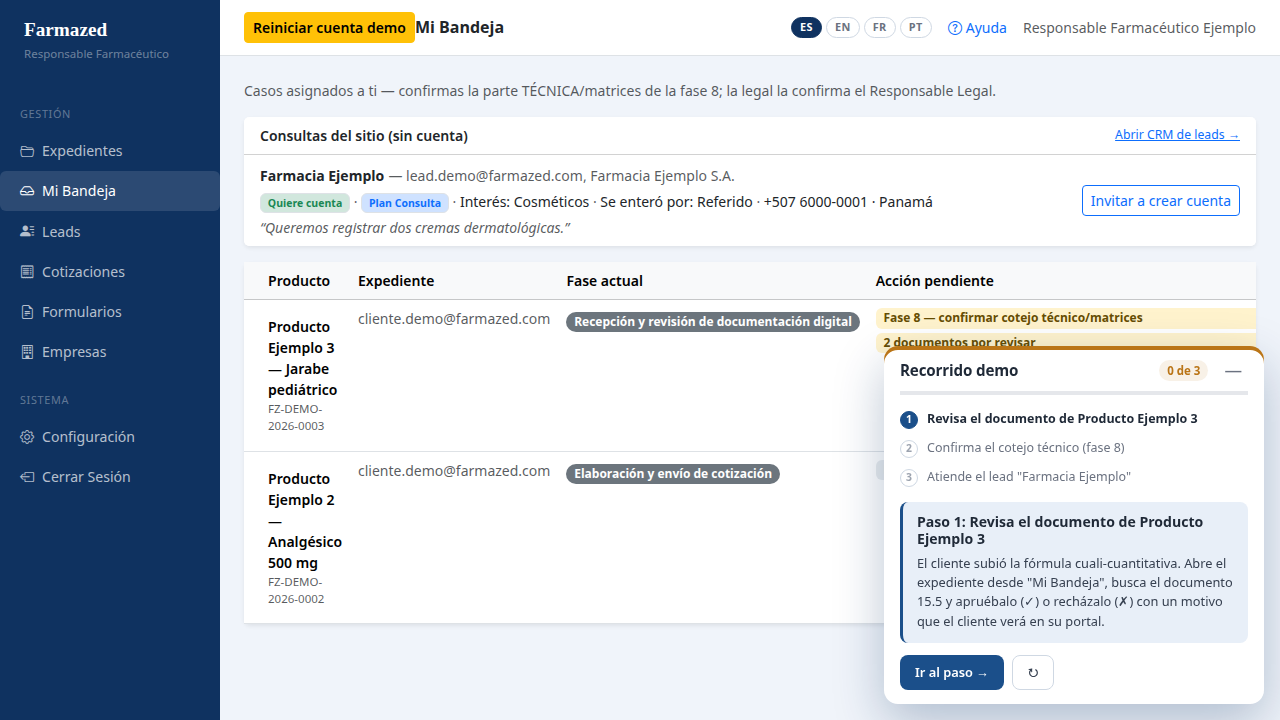 Farmazed
Responsable Farmacéutico
GESTIÓN
Expedientes
Mi Bandeja
Leads
Cotizaciones
Formularios
Empresas
SISTEMA
Configuración
Cerrar Sesión
Reiniciar cuenta demo
Mi Bandeja
ES EN FR PT
Ayuda
Responsable Farmacéutico Ejemplo
Casos asignados a ti — confirmas la parte TÉCNICA/matrices de la fase 8; la legal la confirma el Responsable Legal.
Consultas del sitio (sin cuenta)
Abrir CRM de leads →
Farmacia Ejemplo — lead.demo@farmazed.com, Farmacia Ejemplo S.A.
Quiere cuenta · Plan Consulta · Interés: Cosméticos · Se enteró por: Referido · +507 6000-0001 · Panamá
“Queremos registrar dos cremas dermatológicas.”
Invitar a crear cuenta
Producto Expediente Fase actual Acción pendiente
Producto
Ejemplo 3
— Jarabe
pediátrico
FZ-DEMO-
2026-0003
cliente.demo@farmazed.com
Recepción y revisión de documentación digital
Fase 8 — confirmar cotejo técnico/matrices
2 documentos por revisar
Producto
Ejemplo 2
—
Analgésico
500 mg
FZ-DEMO-
2026-0002
cliente.demo@farmazed.com
Elaboración y envío de cotización
Recorrido demo
0 de 3
—
1 Revisa el documento de Producto Ejemplo 3
2 Confirma el cotejo técnico (fase 8)
3 Atiende el lead "Farmacia Ejemplo"
Paso 1: Revisa el documento de Producto
Ejemplo 3
El cliente subió la fórmula cuali-cuantitativa. Abre el
expediente desde "Mi Bandeja", busca el documento
15.5 y apruébalo (✓) o recházalo (✗) con un motivo
que el cliente verá en su portal.
Ir al paso →
↻